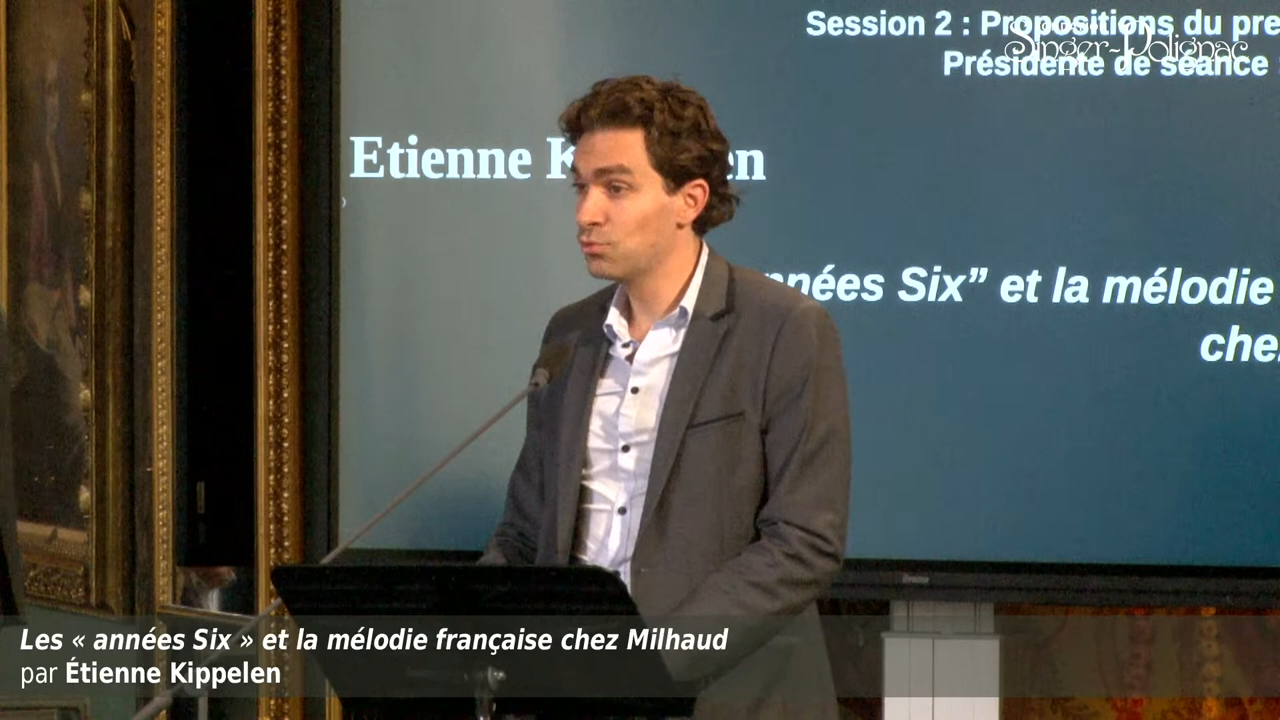 Session 2 : Propositions du pre
Singer-Polignac
Présidente de séance :
Etienne K en
nnées Six” et la mélodie
che
Les « années Six » et la mélodie française chez Milhaud
par Étienne Kippelen